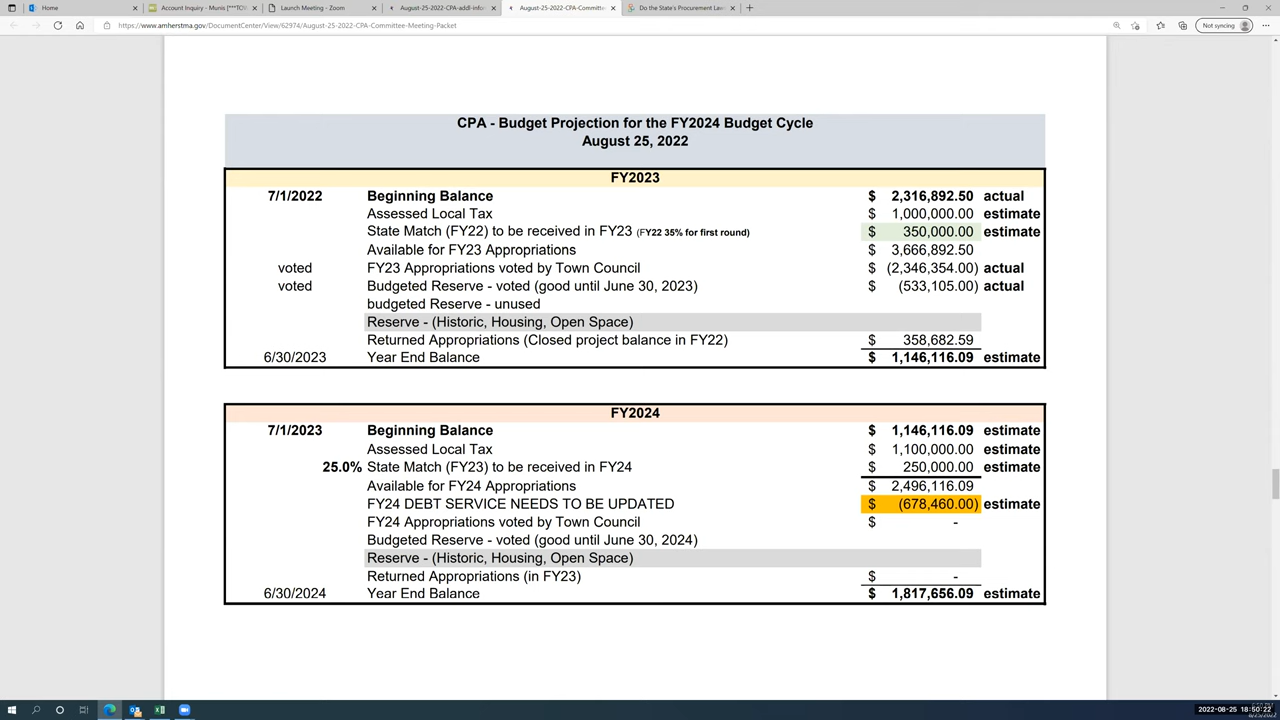 Home
Account Inquiry - Munis [***TOW
Launch Meeting - Zoom
August-25-2022-CPA-addl-infor
August-25-2022-CPA-Committee
Do the State's Procurement Law
https://www.amherstma.gov/DocumentCenter/View/62974/August-25-2022-CPA-Committee-Meeting-Packet
Not syncing
CPA - Budget Projection for the FY2024 Budget Cycle
August 25, 2022
FY2023
7/1/2022 Beginning Balance $ 2,316,892.50 actual
Assessed Local Tax $ 1,000,000.00 estimate
State Match (FY22) to be received in FY23 (FY22 35% for first round) $ 350,000.00 estimate
Available for FY23 Appropriations $ 3,666,892.50
voted FY23 Appropriations voted by Town Council $ (2,346,354.00) actual
voted Budgeted Reserve - voted (good until June 30, 2023) $ (533,105.00) actual
budgeted Reserve - unused
Reserve - (Historic, Housing, Open Space)
Returned Appropriations (Closed project balance in FY22) $ 358,682.59
6/30/2023 Year End Balance $ 1,146,116.09 estimate
FY2024
7/1/2023 Beginning Balance $ 1,146,116.09 estimate
Assessed Local Tax $ 1,100,000.00 estimate
25.0% State Match (FY23) to be received in FY24 $ 250,000.00 estimate
Available for FY24 Appropriations $ 2,496,116.09
FY24 DEBT SERVICE NEEDS TO BE UPDATED $ (678,460.00) estimate
FY24 Appropriations voted by Town Council $ -
Budgeted Reserve - voted (good until June 30, 2024)
Reserve - (Historic, Housing, Open Space)
Returned Appropriations (in FY23) $ -
6/30/2024 Year End Balance $ 1,817,656.09 estimate
2022-08-25 18:50:22